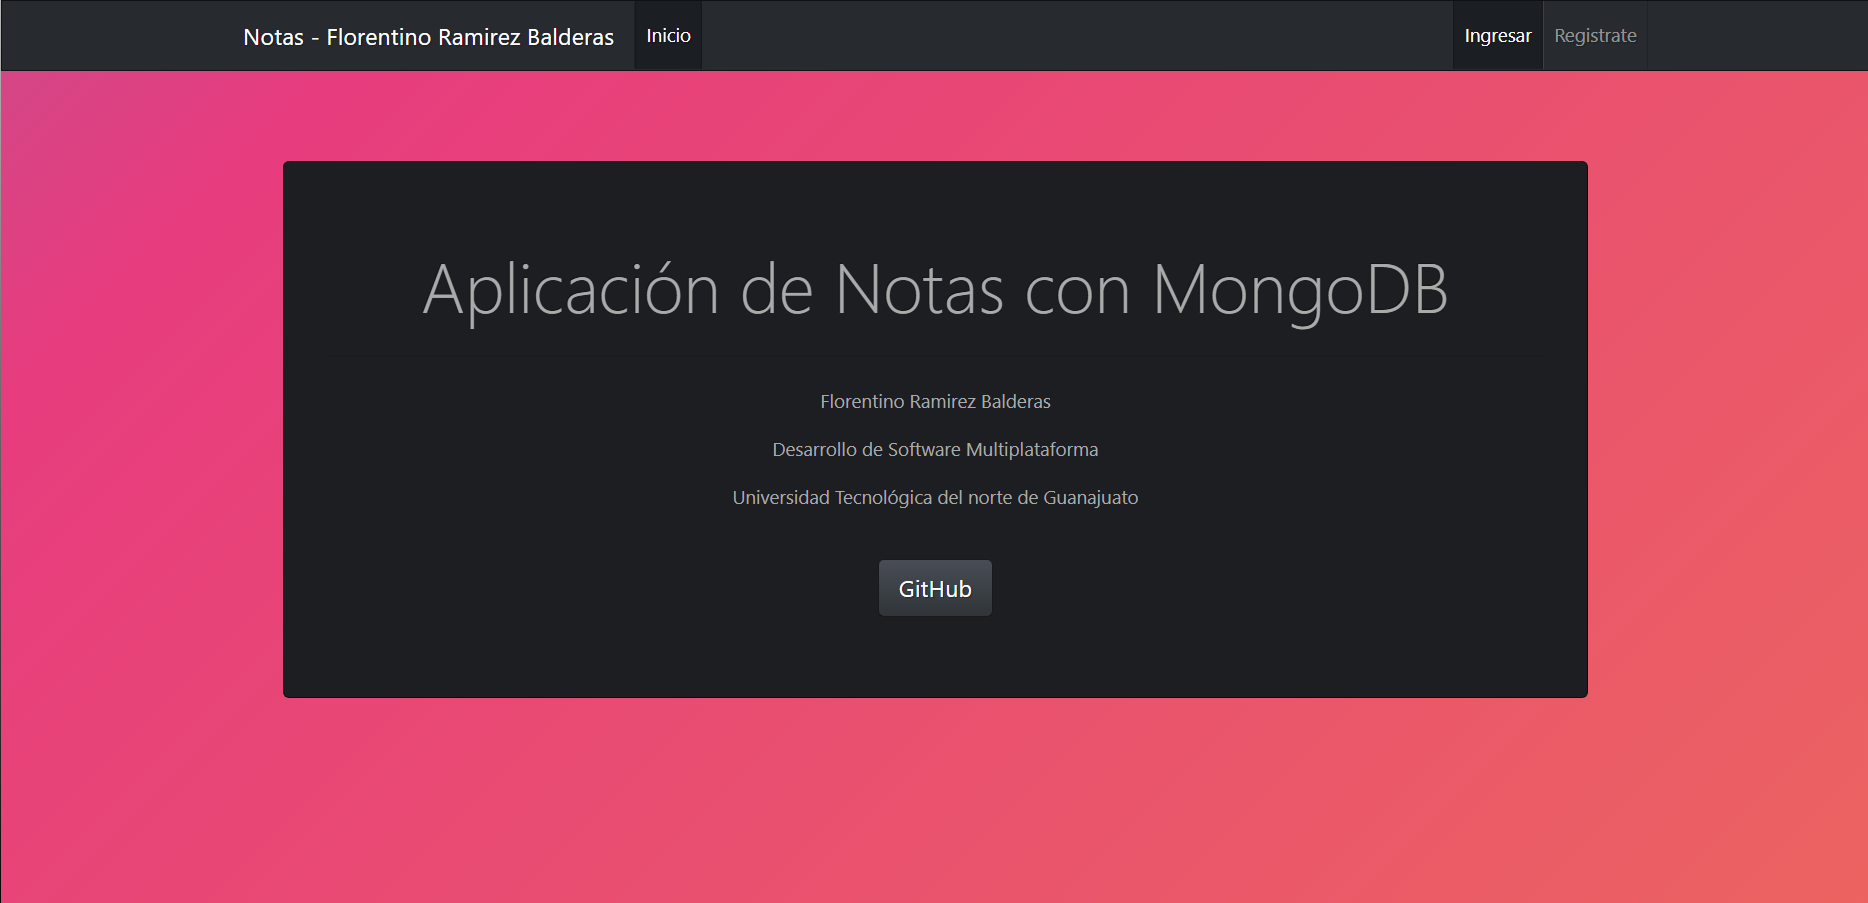 Notas - Florentino Ramirez Balderas Inicio Ingresar Registrate
Aplicación de Notas con MongoDB
Florentino Ramirez Balderas
Desarrollo de Software Multiplataforma
Universidad Tecnológica del norte de Guanajuato
GitHub